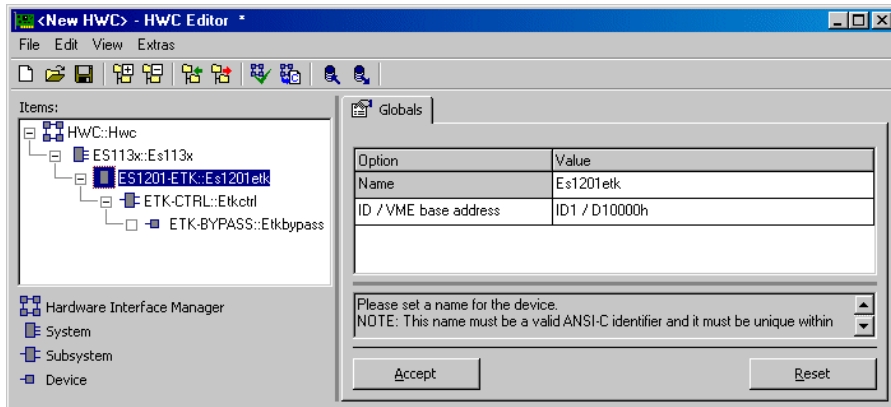 <New HWC> - HWC Editor *
File Edit View Extras
Items:
HWC::Hwc
ES113x::Es113x
ES1201-ETK::Es1201etk
ETK-CTRL::Etkctrl
ETK-BYPASS::Etkbypass
Hardware Interface Manager
System
Subsystem
Device
Globals
Option Value
Name Es1201etk
ID / VME base address ID1 / D10000h
Please set a name for the device.
NOTE: This name must be a valid ANSI-C identifier and it must be unique within
Accept Reset